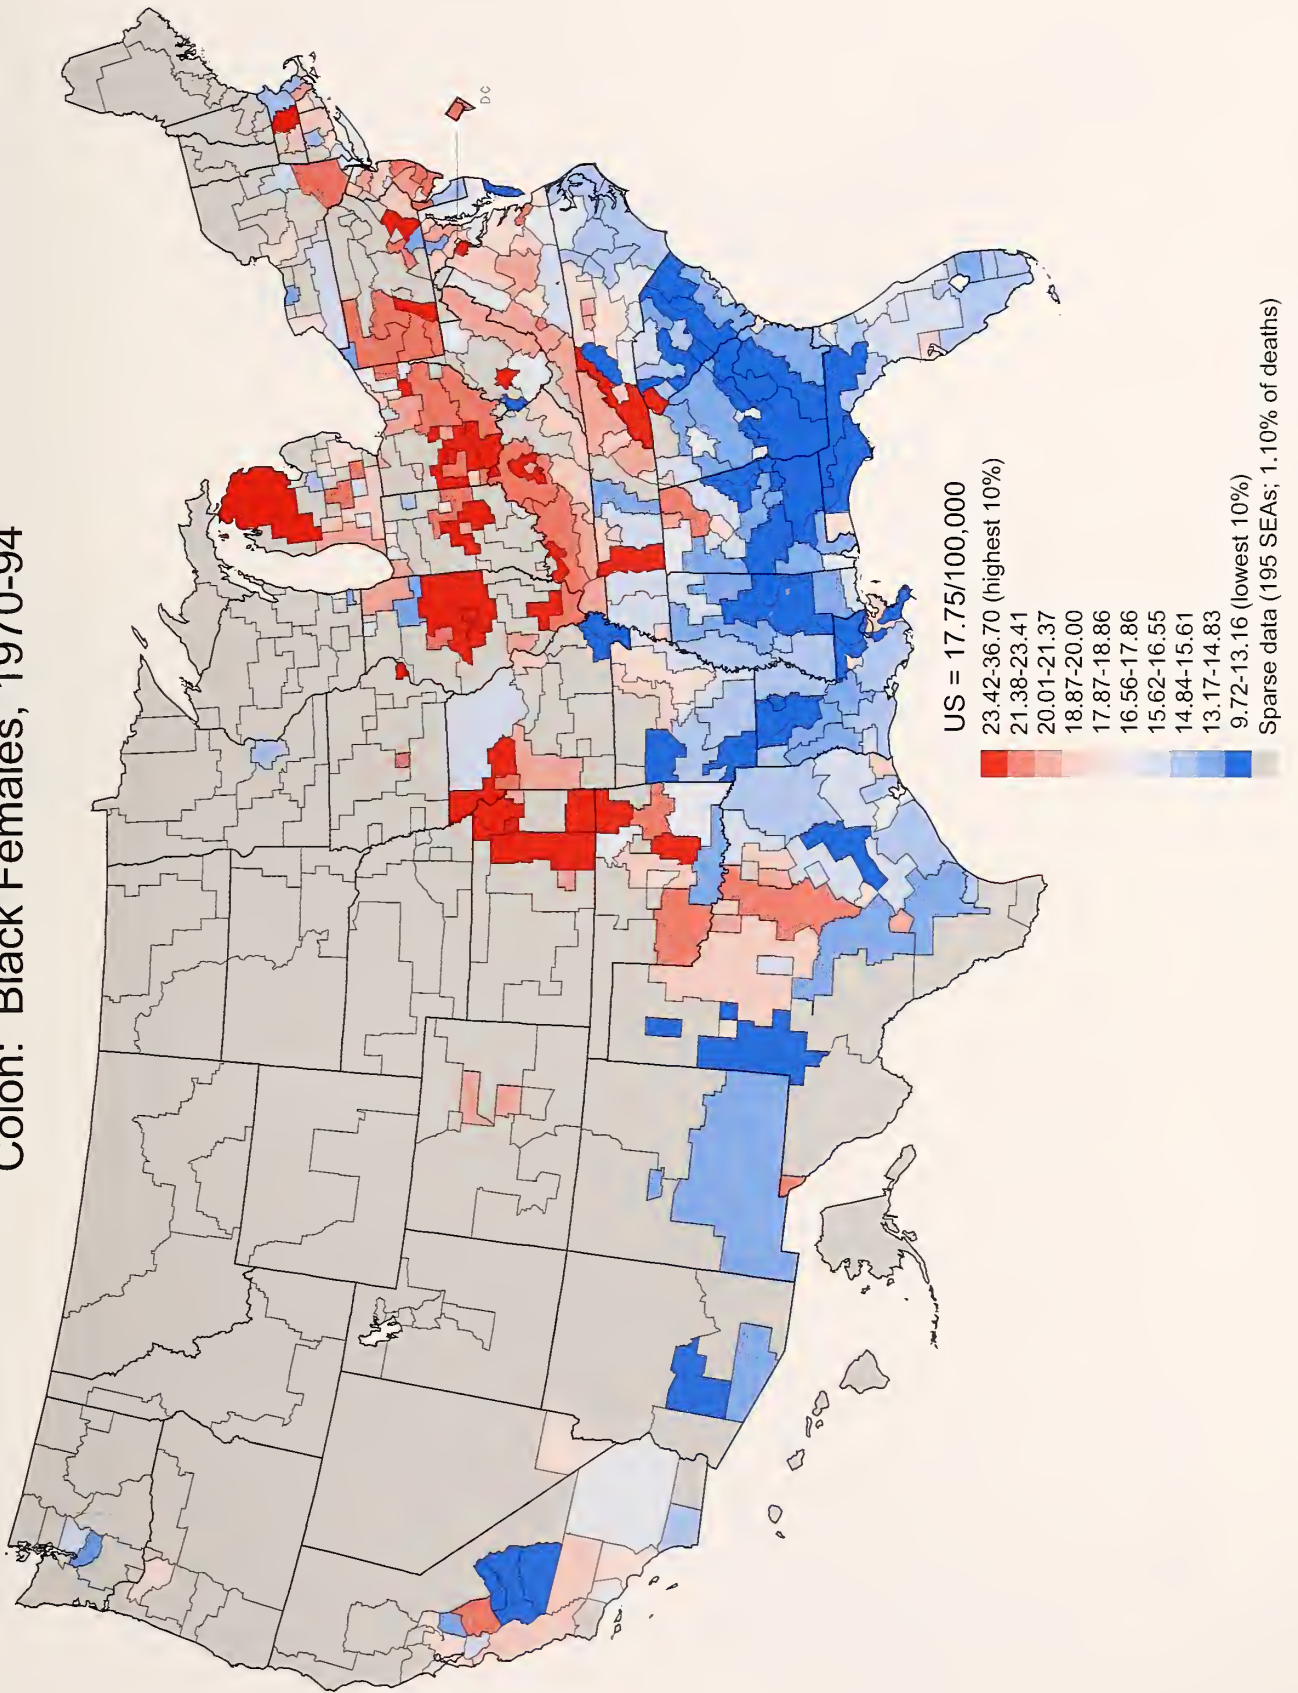 Colon: Black Females, 1970-94
DC
US = 17.75/100,000
23.42-36.70 (highest 10%)
21.38-23.41
20.01-21.37
18.87-20.00
17.87-18.86
16.56-17.86
15.62-16.55
14.84-15.61
13.17-14.83
9.72-13.16 (lowest 10%)
Sparse data (195 SEAs; 1.10% of deaths)